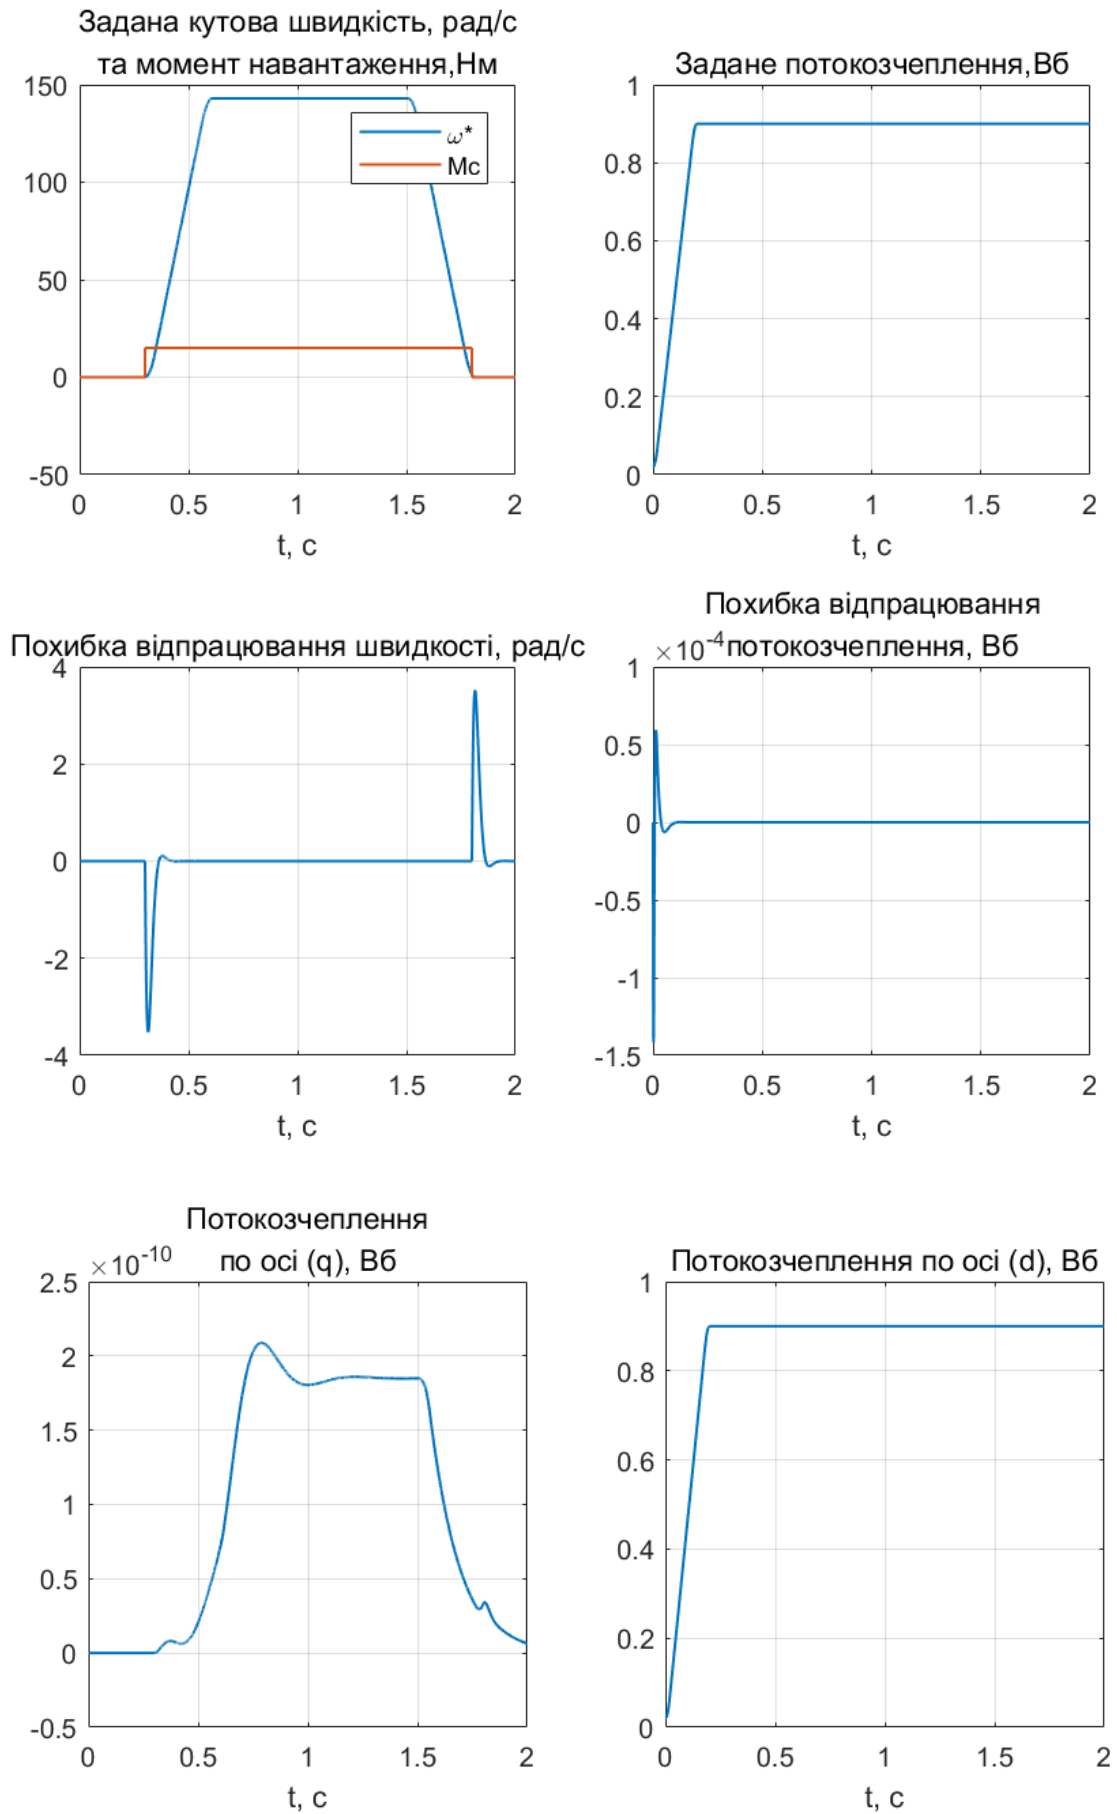 Задана кутова швидкість, рад/с
та момент навантаження,Нм
150
100
50
0
-50
0 0.5 1 1.5 2
t, с
ω*
Mc
Задане потокозчеплення,Вб
1
0.8
0.6
0.4
0.2
0
0 0.5 1 1.5 2
t, с
Похибка відпрацювання швидкості, рад/с
4
2
0
-2
-4
0 0.5 1 1.5 2
t, с
Похибка відпрацювання
×10⁻⁴ потокозчеплення, Вб
1
0.5
0
-0.5
-1
-1.5
0 0.5 1 1.5 2
t, с
Потокозчеплення
×10⁻¹⁰ по осі (q), Вб
2.5
2
1.5
1
0.5
0
-0.5
0 0.5 1 1.5 2
t, с
Потокозчеплення по осі (d), Вб
1
0.8
0.6
0.4
0.2
0
0 0.5 1 1.5 2
t, с